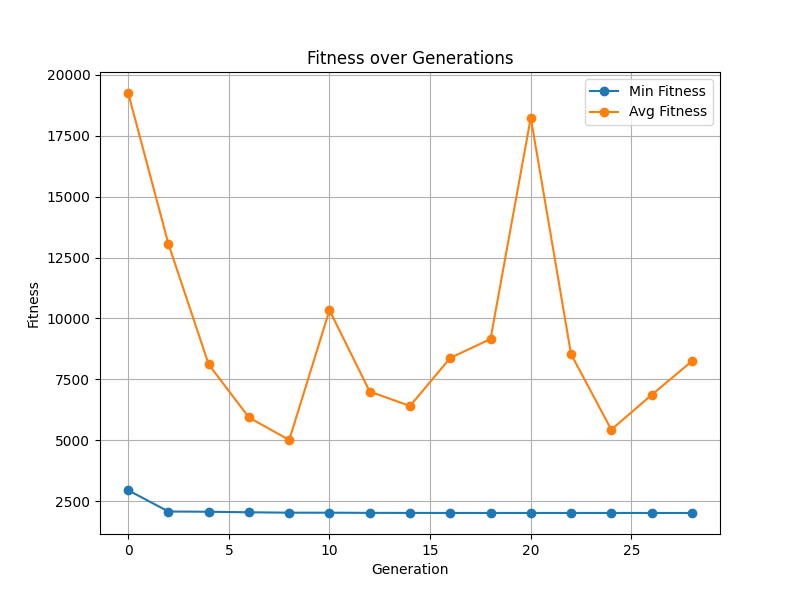 Fitness over Generations
Min Fitness
Avg Fitness
20000
17500
15000
12500
10000
7500
5000
2500
Fitness
0 5 10 15 20 25
Generation